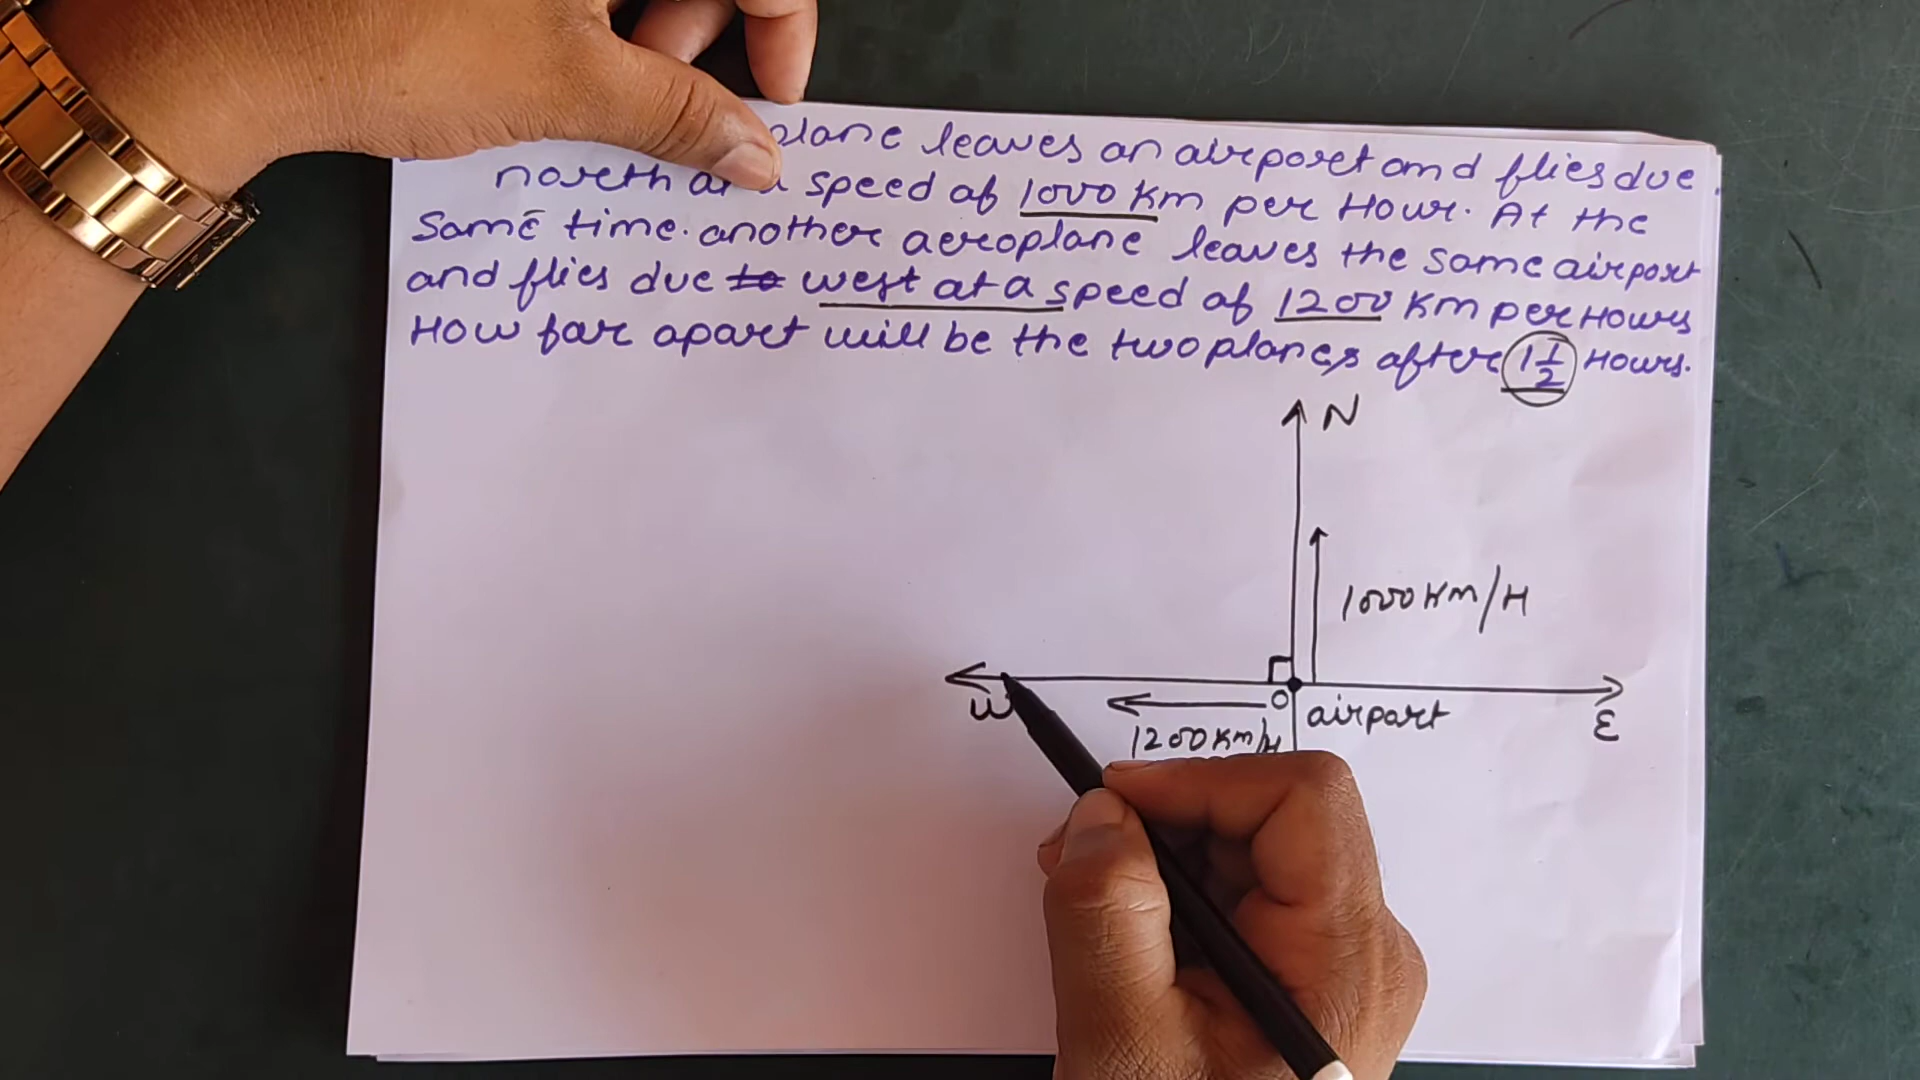 plane leaves an airport and flies due
north at a speed of 1000 Km per Hour. At the
Same time. another aeroplane leaves the same airport
and flies due to west at a speed of 1200 Km per Hours
How far apart will be the two planes after 1 1/2 Hours.
N
1000 Km/H
W
O
airpart
E
1200 Km/H